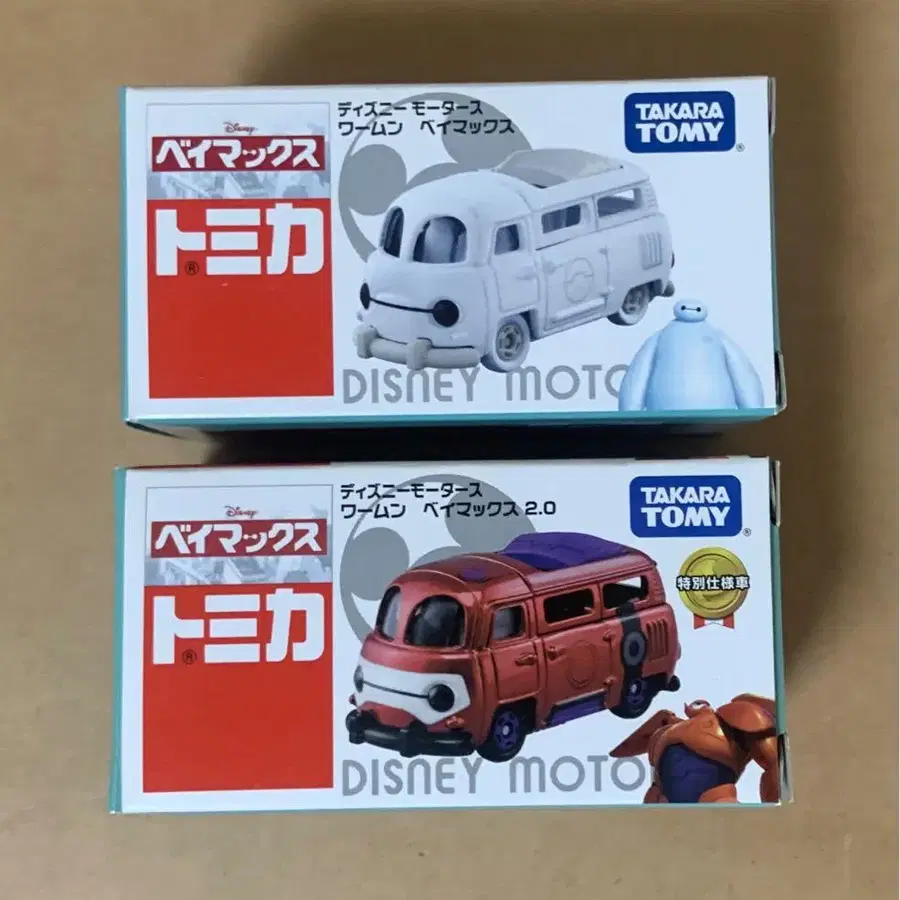 ディズニー モータース
ワームン ベイマックス
TAKARA
TOMY
®
Disney
ベイマックス
トミカ
®
DISNEY MOTO
ディズニーモータース
ワームン ベイマックス 2.0
TAKARA
TOMY
®
Disney
ベイマックス
特別仕様車
トミカ
®
DISNEY MOTO